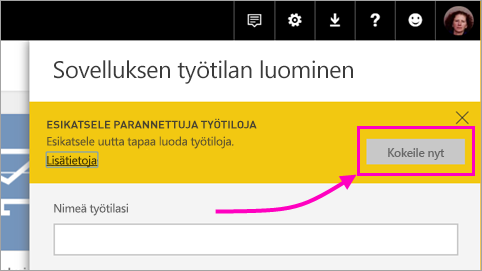 Sovelluksen työtilan luominen
ESIKATSELE PARANNETTUJA TYÖTILOJA
Esikatsele uutta tapaa luoda työtiloja.
Lisätietoja
Kokeile nyt
Nimeä työtilasi